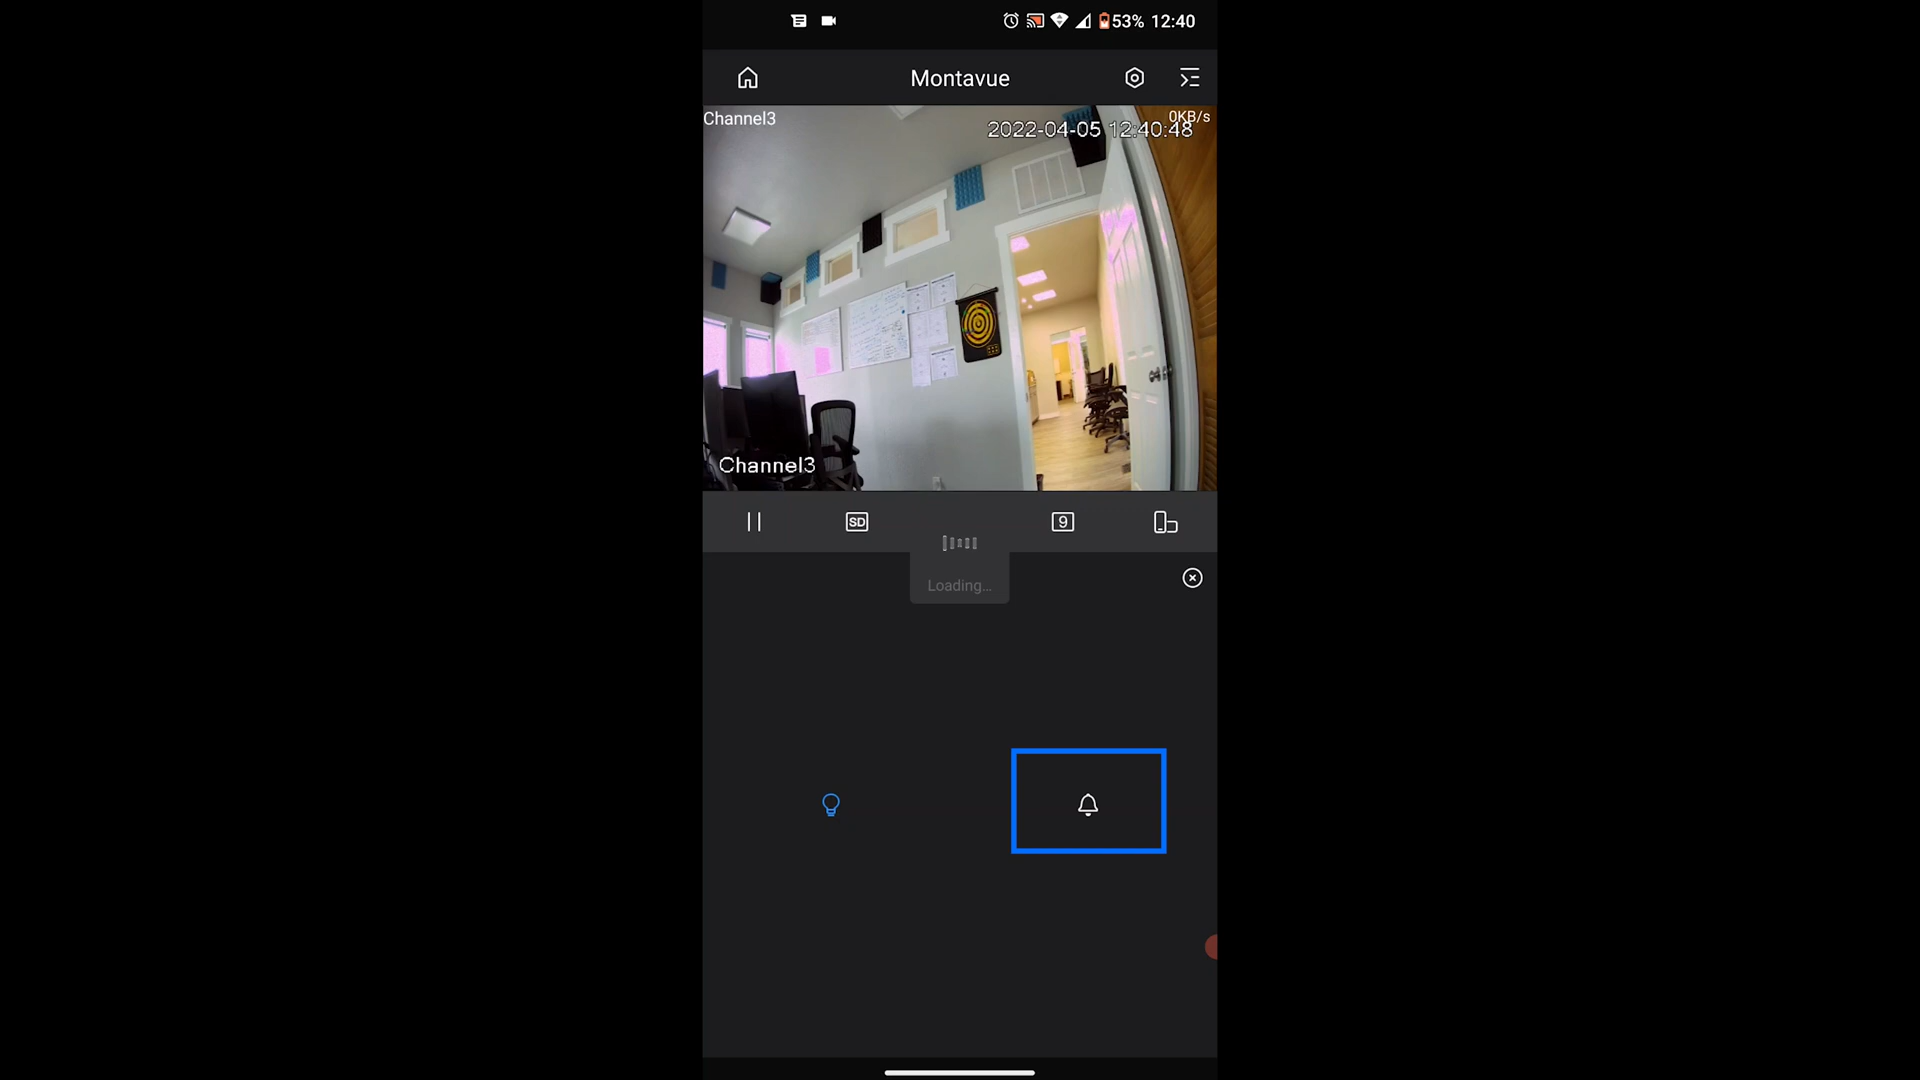 53% 12:40
Montavue
Channel3
0KB/s
2022-04-05 12:40:48
Channel3
SD
9
Loading...